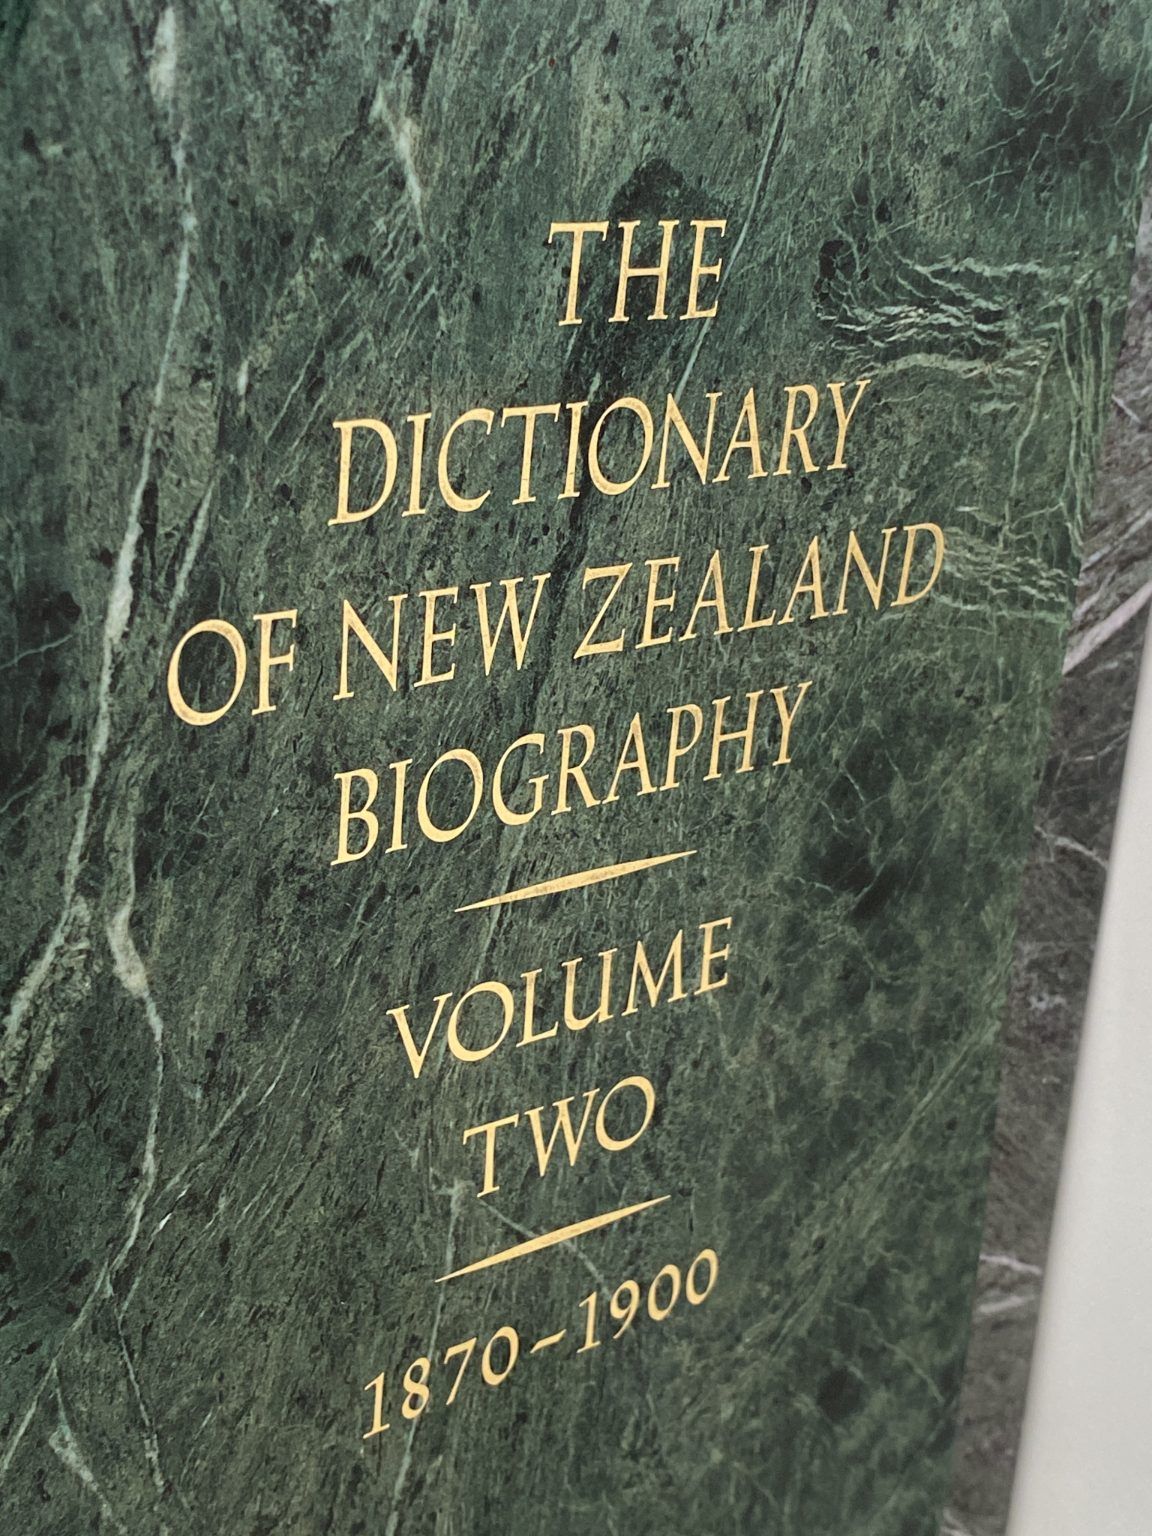 THE
DICTIONARY
OF NEW ZEALAND
BIOGRAPHY
VOLUME
TWO
1870–1900